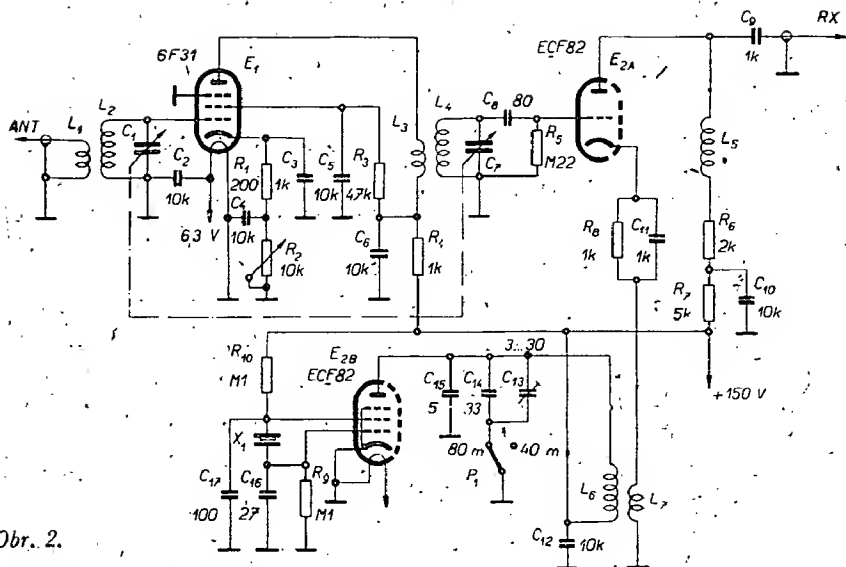 6F31
E1
ANT
L1
L2
C1
C2
10k
6,3 V
R1
200
C4
10k
R2
10k
1k
C3
C5
10k
R3
47k
C6
10k
R4
1k
L3
L4
C8
80
C7
R5
M22
ECF82
E2A
C9
1k
RX
L5
R8
1k
C11
1k
R6
2k
R7
5k
C10
10k
+150 V
R10
M1
E2B
ECF82
X1
C17
100
C16
27
R9
M1
C15
5
C14
33
3...30
C13
80 m
40 m
P1
L6
L7
C12
10k
Obr. 2.